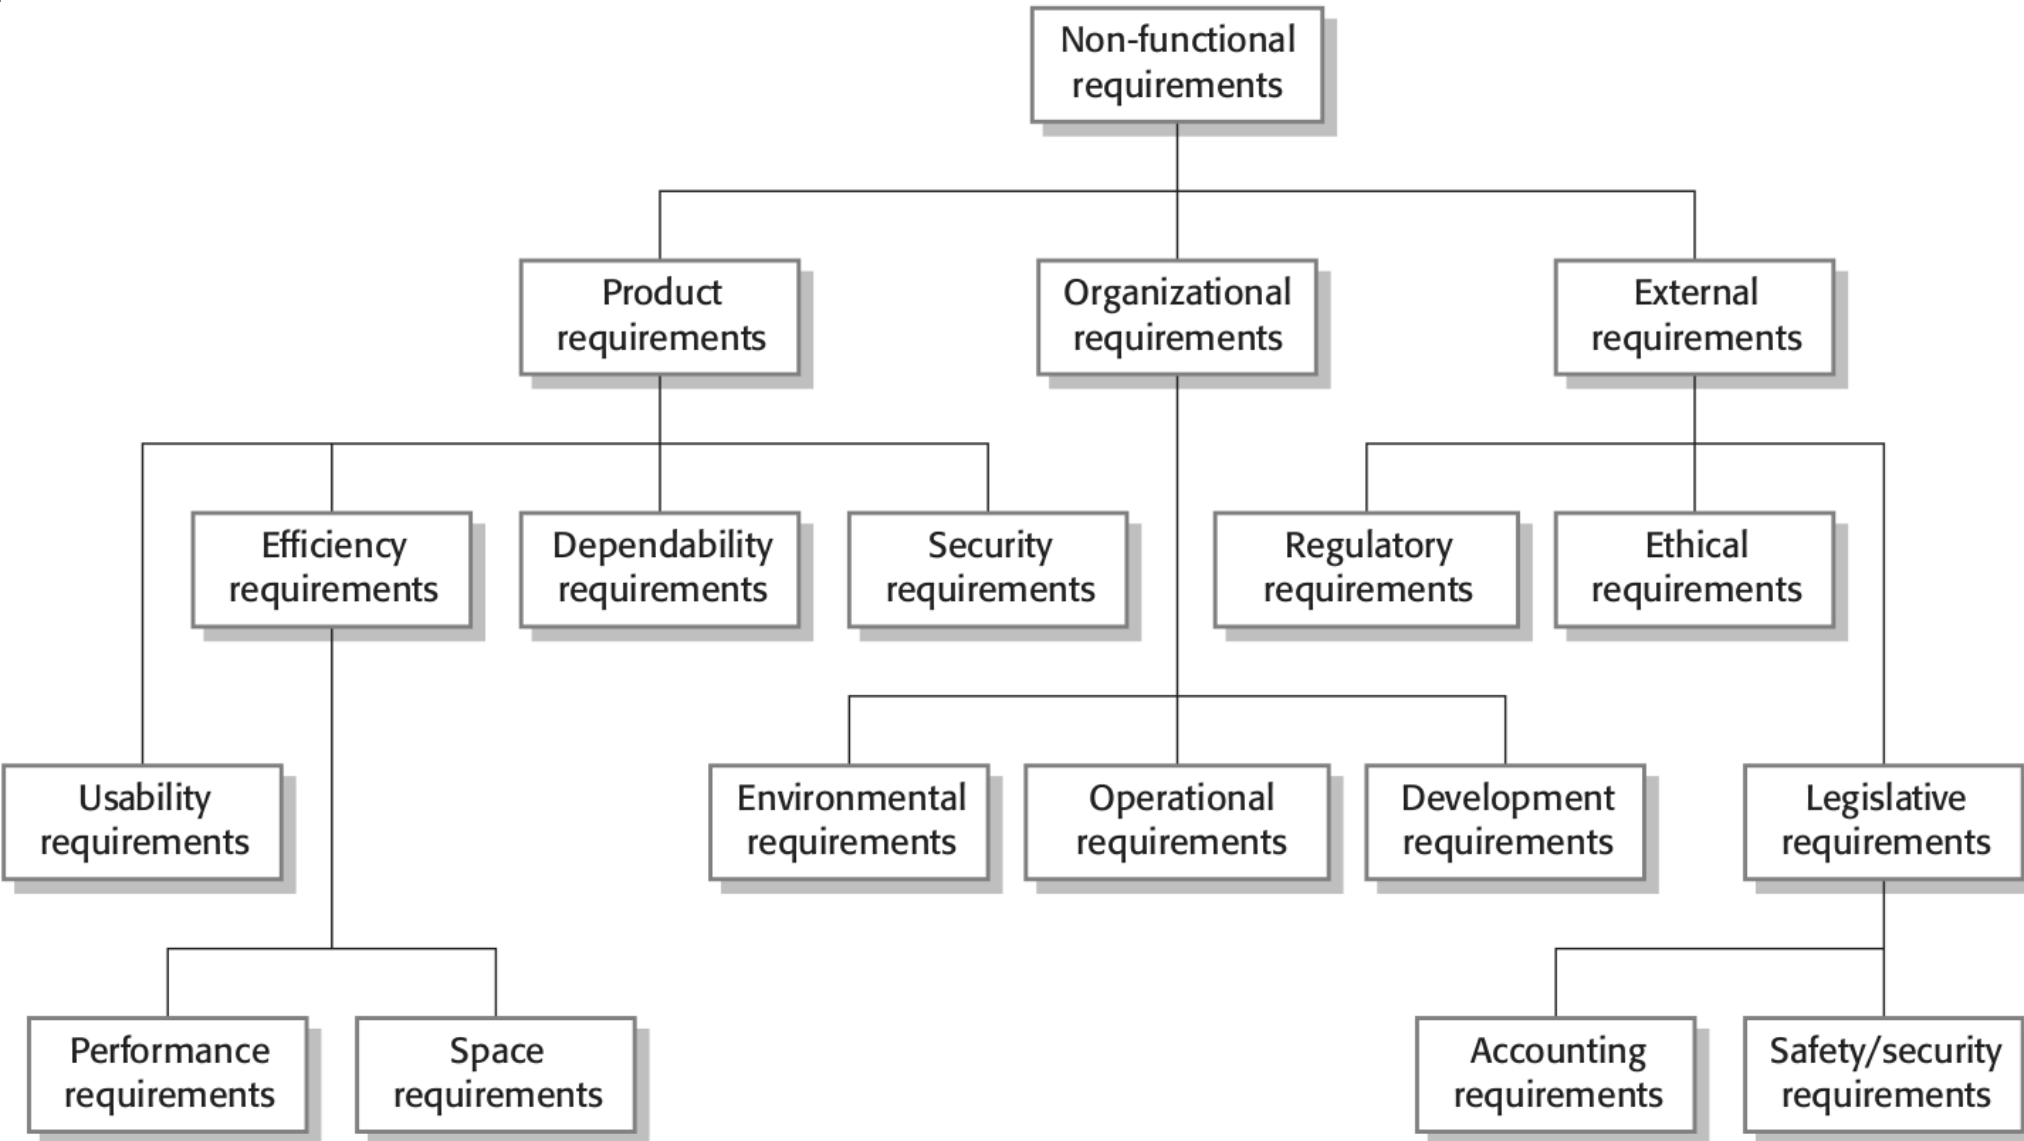 Non-functional
requirements
Product
requirements
Organizational
requirements
External
requirements
Efficiency
requirements
Dependability
requirements
Security
requirements
Regulatory
requirements
Ethical
requirements
Usability
requirements
Environmental
requirements
Operational
requirements
Development
requirements
Legislative
requirements
Performance
requirements
Space
requirements
Accounting
requirements
Safety/security
requirements